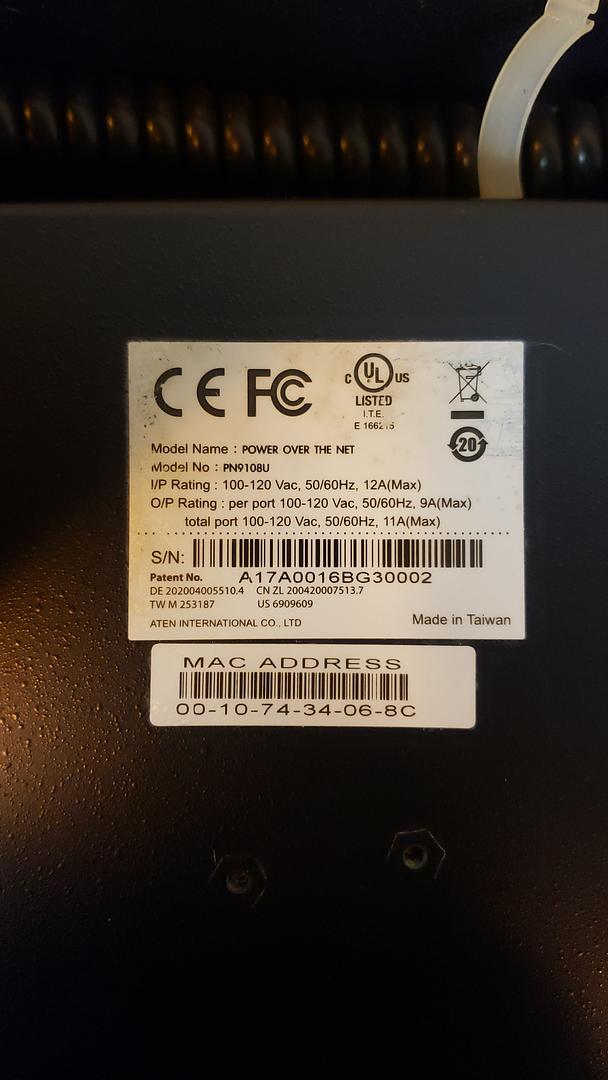 CE FC
C UL US
LISTED
I.T.E.
E 166215
20
Model Name : POWER OVER THE NET
Model No : PN9108U
I/P Rating : 100-120 Vac, 50/60Hz, 12A(Max)
O/P Rating : per port 100-120 Vac, 50/60Hz, 9A(Max)
total port 100-120 Vac, 50/60Hz, 11A(Max)
S/N:
A17A0016BG30002
Patent No.
DE 202004005510.4 CN ZL 200420007513.7
TW M 253187 US 6909609
ATEN INTERNATIONAL CO., LTD Made in Taiwan
MAC ADDRESS
00-10-74-34-06-8C